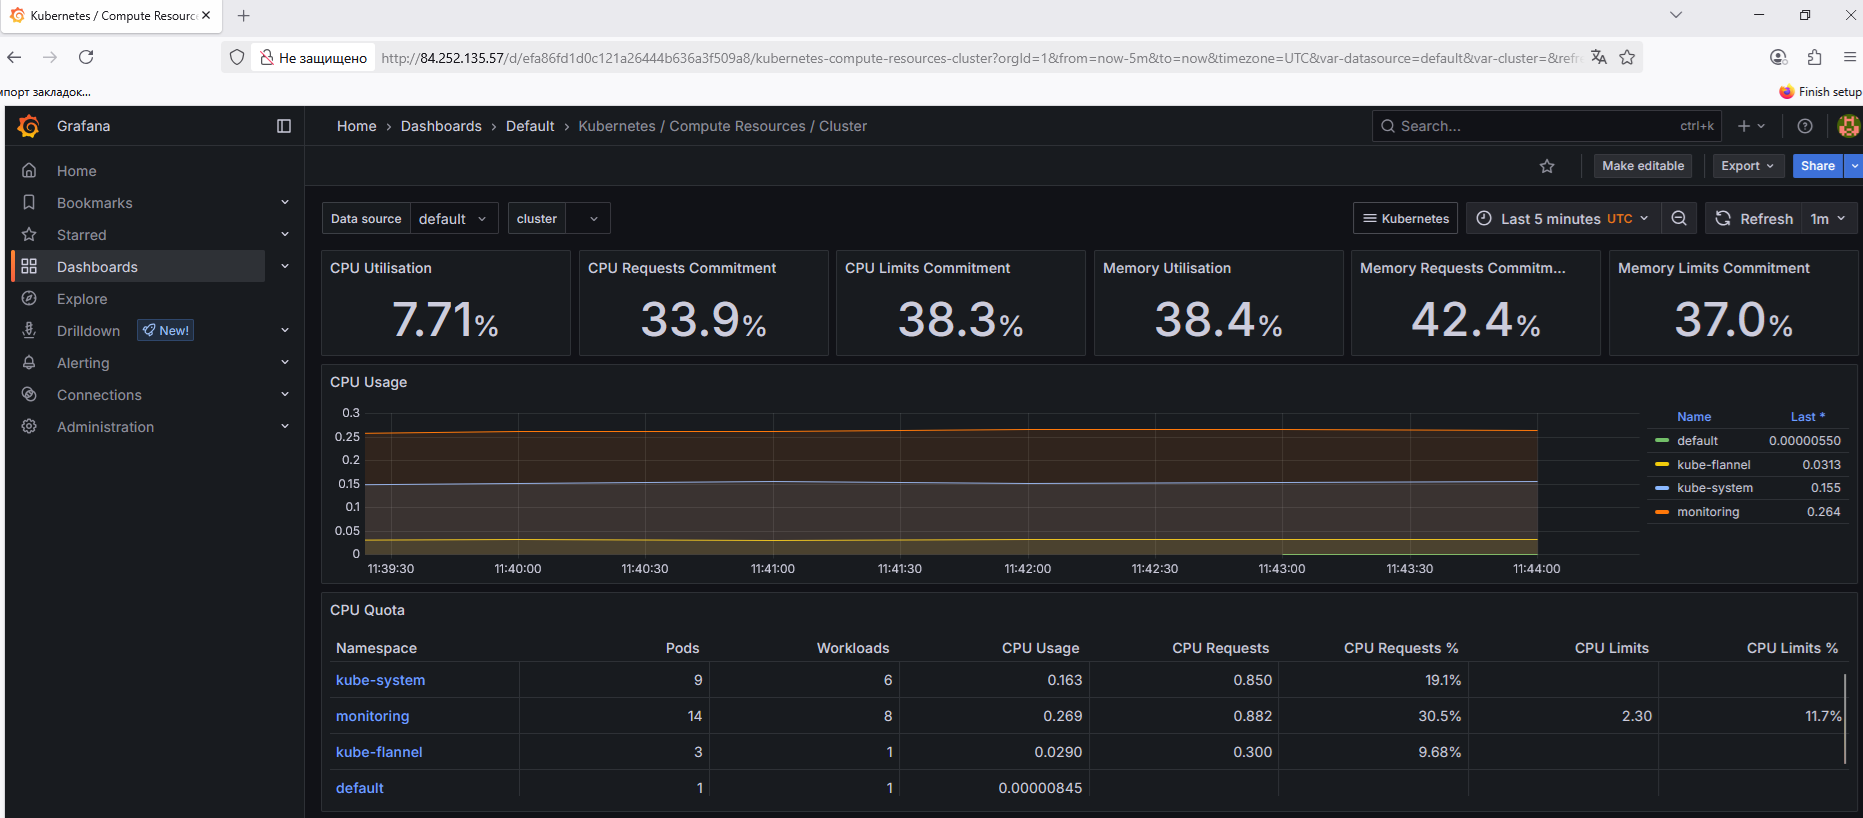 Kubernetes / Compute Resourc
Не защищено
http://84.252.135.57/d/efa86fd1d0c121a26444b636a3f509a8/kubernetes-compute-resources-cluster?orgId=1&from=now-5m&to=now&timezone=UTC&var-datasource=default&var-cluster=&refr
мпорт закладок...
Finish setup
Grafana
Home › Dashboards › Default › Kubernetes / Compute Resources / Cluster
Search...
ctrl+k
Make editable
Export
Share
Home
Bookmarks
Starred
Dashboards
Explore
Drilldown
New!
Alerting
Connections
Administration
Data source default
cluster
Kubernetes
Last 5 minutes UTC
Refresh 1m
CPU Utilisation
7.71%
CPU Requests Commitment
33.9%
CPU Limits Commitment
38.3%
Memory Utilisation
38.4%
Memory Requests Commitm...
42.4%
Memory Limits Commitment
37.0%
CPU Usage
0.3
0.25
0.2
0.15
0.1
0.05
0
11:39:30 11:40:00 11:40:30 11:41:00 11:41:30 11:42:00 11:42:30 11:43:00 11:43:30 11:44:00
Name Last *
default 0.00000550
kube-flannel 0.0313
kube-system 0.155
monitoring 0.264
CPU Quota
Namespace Pods Workloads CPU Usage CPU Requests CPU Requests % CPU Limits CPU Limits %
kube-system 9 6 0.163 0.850 19.1%
monitoring 14 8 0.269 0.882 30.5% 2.30 11.7%
kube-flannel 3 1 0.0290 0.300 9.68%
default 1 1 0.00000845